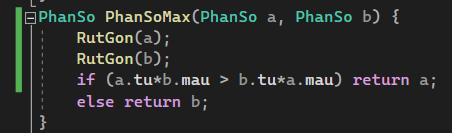 PhanSo PhanSoMax(PhanSo a, PhanSo b) {
RutGon(a);
RutGon(b);
if (a.tu*b.mau > b.tu*a.mau) return a;
else return b;
}